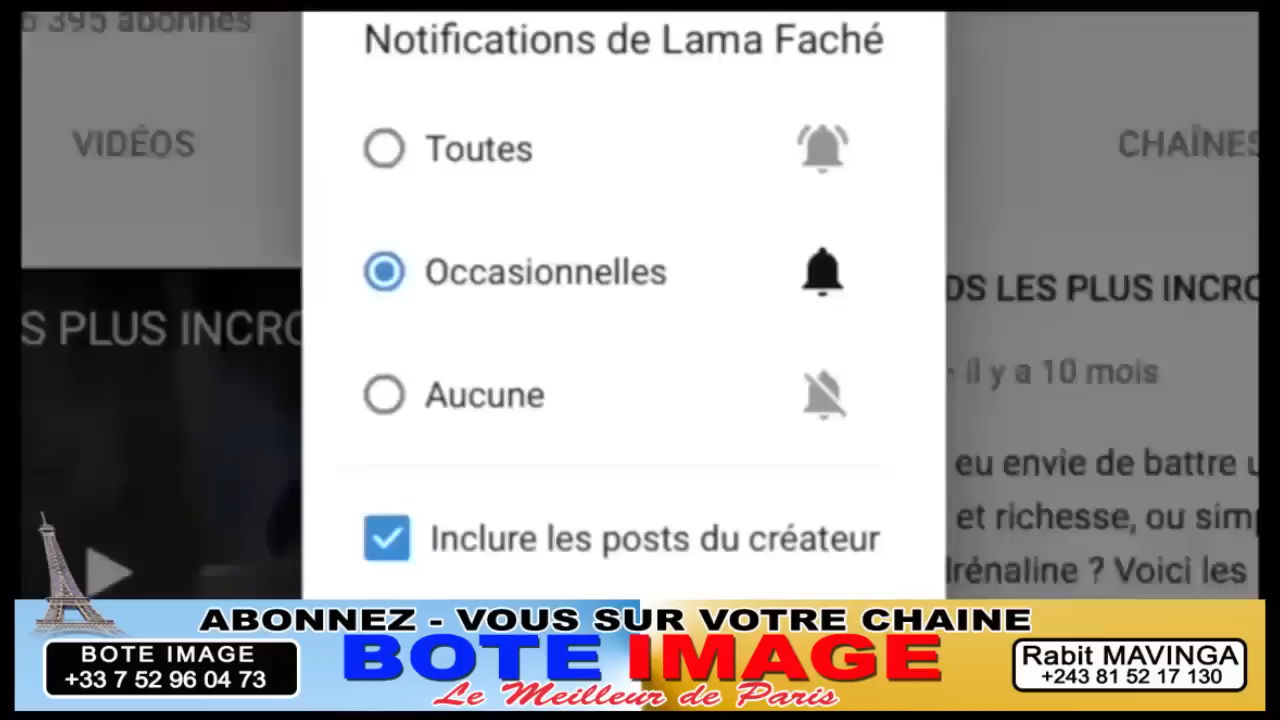 395 abonnés
Notifications de Lama Faché
VIDÉOS
Toutes
CHAÎNES
Occasionnelles
LES PLUS INCRO
S PLUS INCRO
il y a 10 mois
Aucune
eu envie de battre
Inclure les posts du créateur
et richesse, ou simp
? Voici les
ABONNEZ - VOUS SUR VOTRE CHAINE
BOTE IMAGE
Le Meilleur de Paris
BOTE IMAGE
+33 7 52 96 04 73
Rabit MAVINGA
+243 81 52 17 130